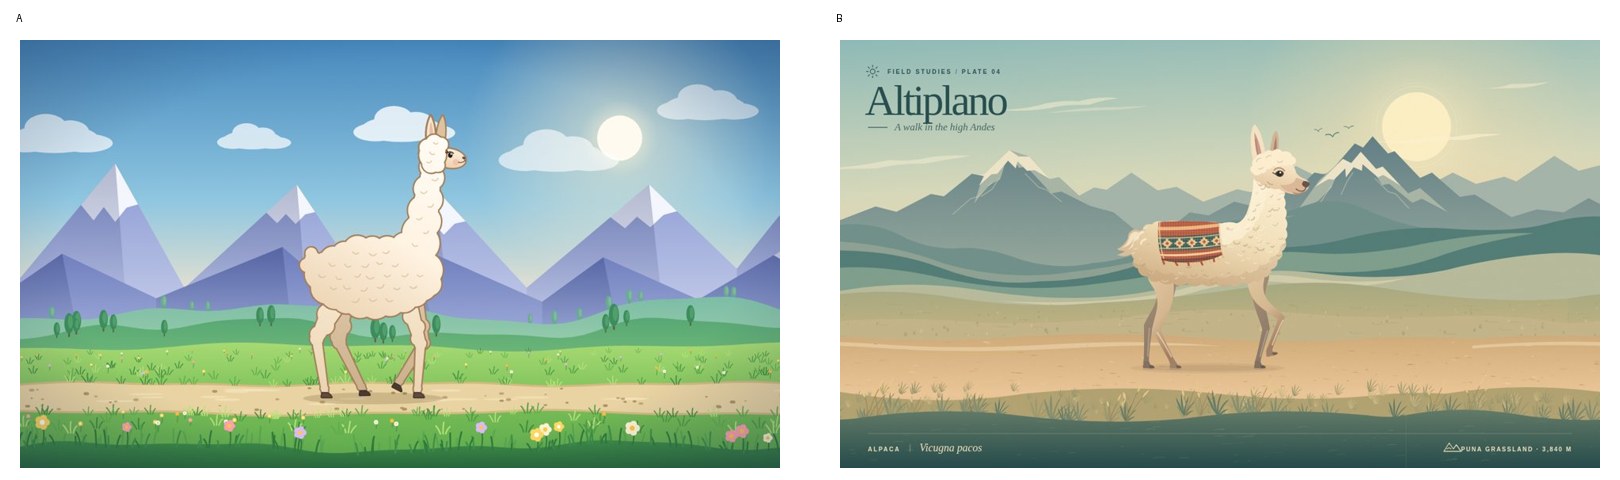 A
B
FIELD STUDIES / PLATE 04
Altiplano
A walk in the high Andes
ALPACA | Vicugna pacos
PUNA GRASSLAND · 3,840 M